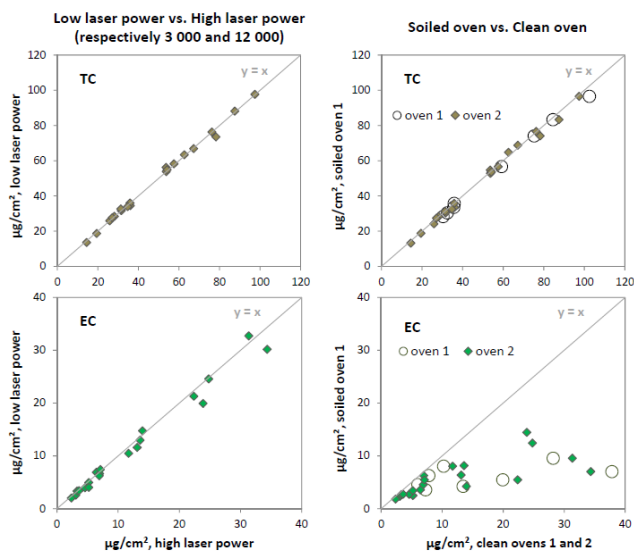 Low laser power vs. High laser power
(respectively 3 000 and 12 000)
Soiled oven vs. Clean oven
120
100
80
60
40
20
0
TC
y = x
µg/cm², low laser power
0 20 40 60 80 100 120
120
100
80
60
40
20
0
TC
y = x
oven 1 oven 2
µg/cm², soiled oven 1
0 20 40 60 80 100 120
40
30
20
10
0
EC
y = x
µg/cm², low laser power
0 10 20 30 40
µg/cm², high laser power
40
30
20
10
0
EC
y = x
oven 1 oven 2
µg/cm², soiled oven 1
0 10 20 30 40
µg/cm², clean ovens 1 and 2